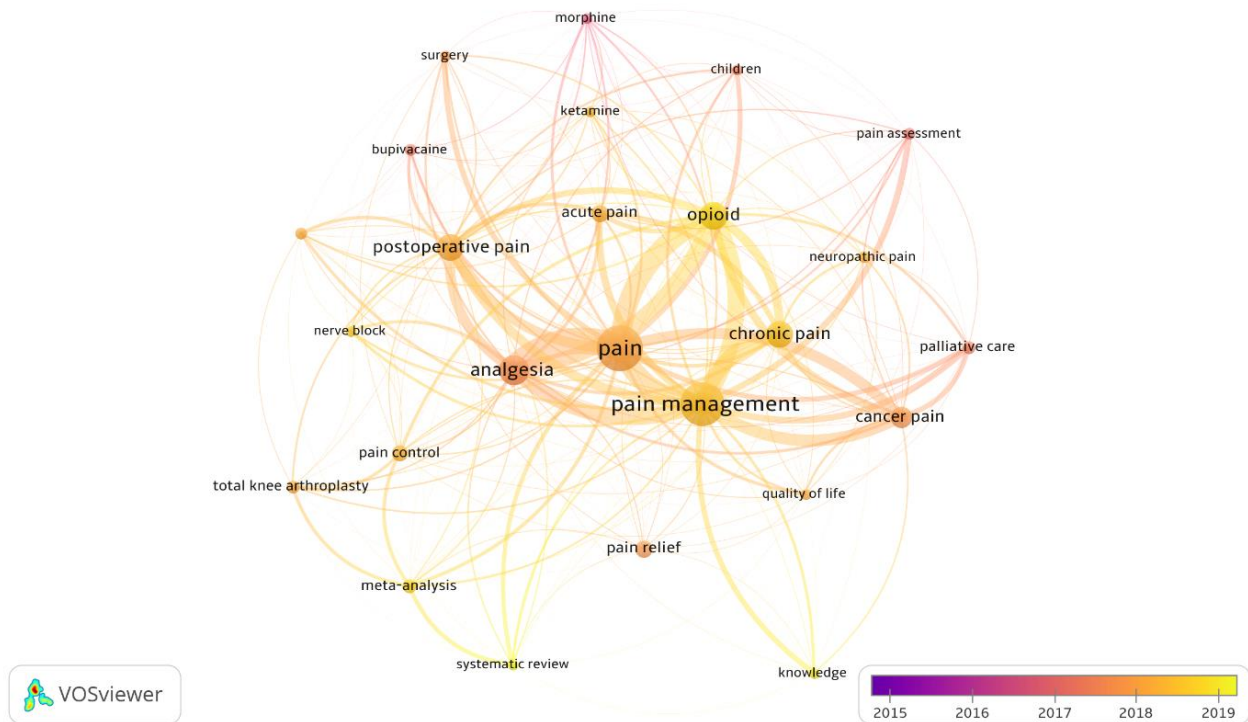 morphine
surgery
children
ketamine
pain assessment
bupivacaine
acute pain
opioid
postoperative pain
neuropathic pain
nerve block
chronic pain
pain
palliative care
analgesia
pain management
cancer pain
pain control
total knee arthroplasty
quality of life
pain relief
meta-analysis
systematic review
knowledge
VOSviewer
2015 2016 2017 2018 2019